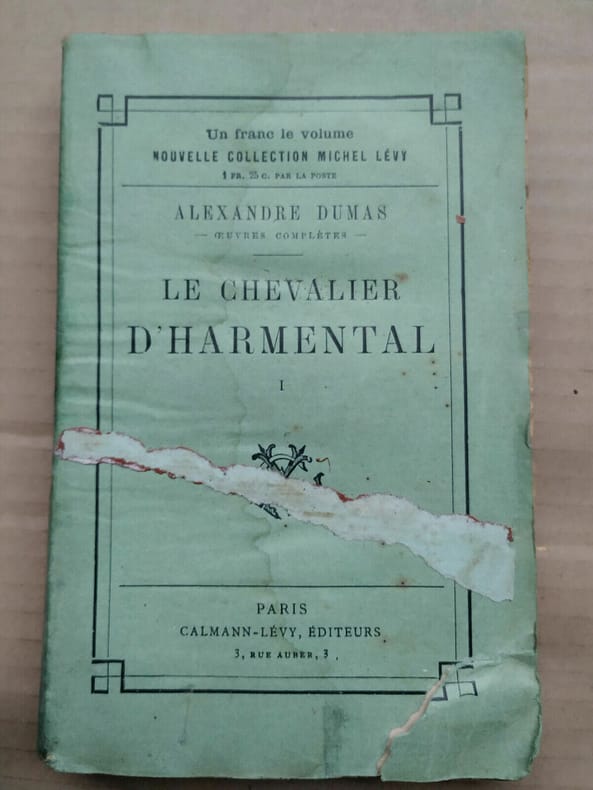 Un franc le volume
NOUVELLE COLLECTION MICHEL LÉVY
1 FR. 25 C. PAR LA POSTE
ALEXANDRE DUMAS
— ŒUVRES COMPLÈTES —
LE CHEVALIER
D'HARMENTAL
I
PARIS
CALMANN-LÉVY, ÉDITEURS
3, RUE AUBER, 3